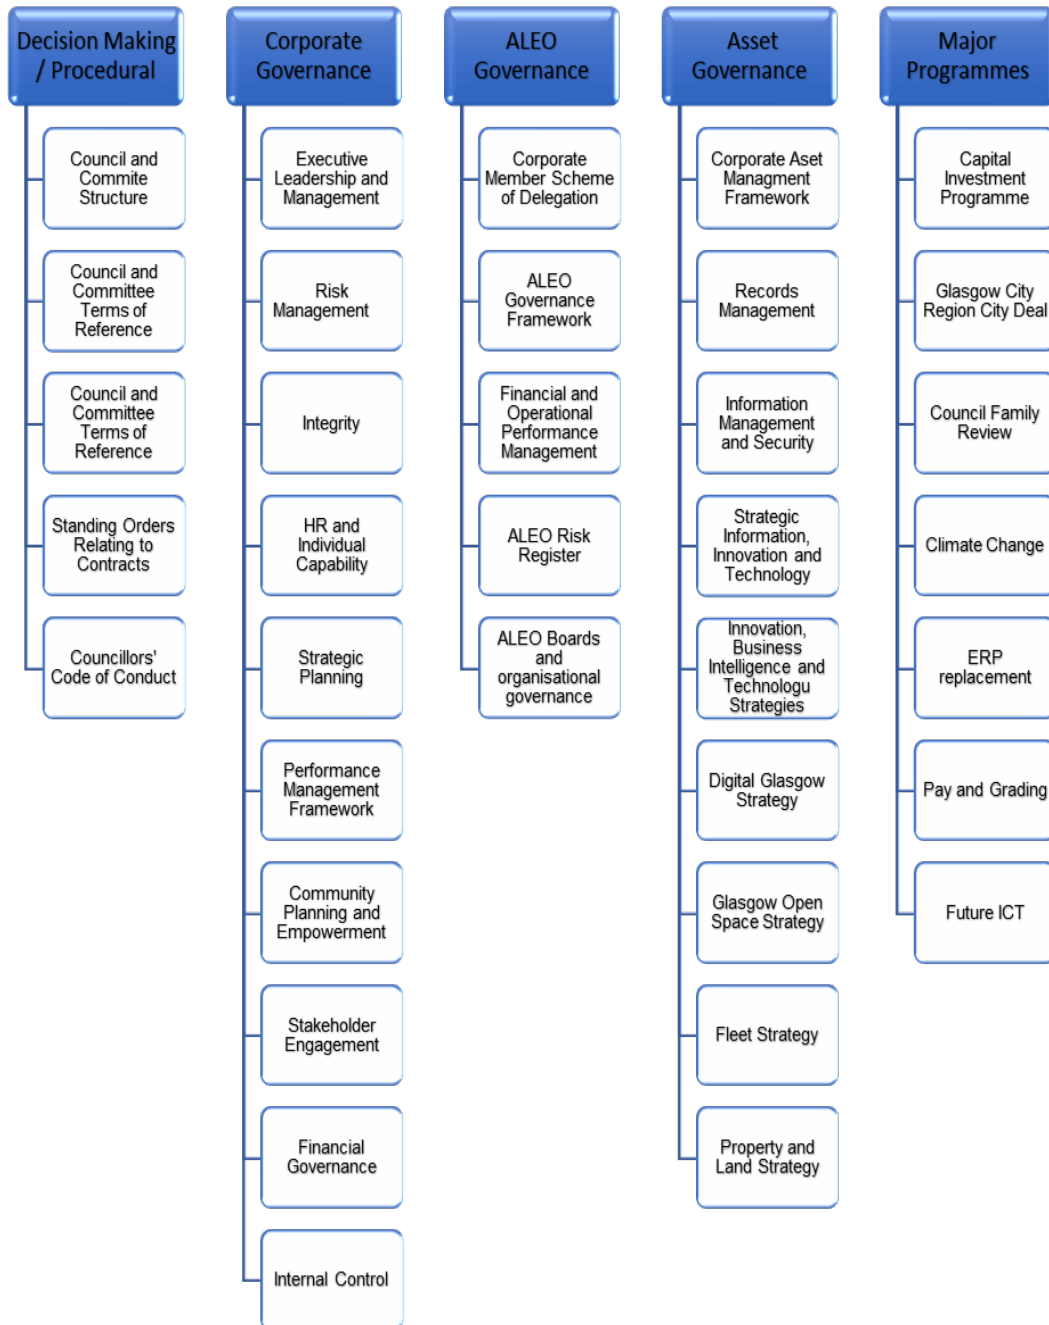 Decision Making
/ Procedural
Council and
Commite
Structure
Council and
Committee
Terms of
Reference
Council and
Committee
Terms of
Reference
Standing Orders
Relating to
Contracts
Councillors'
Code of Conduct
Corporate
Governance
Executive
Leadership and
Management
Risk
Management
Integrity
HR and
Individual
Capability
Strategic
Planning
Performance
Management
Framework
Community
Planning and
Empowerment
Stakeholder
Engagement
Financial
Governance
Internal Control
ALEO
Governance
Corporate
Member Scheme
of Delegation
ALEO
Governance
Framework
Financial and
Operational
Performance
Management
ALEO Risk
Register
ALEO Boards
and
organisational
governance
Asset
Governance
Corporate Aset
Managment
Framework
Records
Management
Information
Management
and Security
Strategic
Information,
Innovation and
Technology
Innovation,
Business
Intelligence and
Technologu
Strategies
Digital Glasgow
Strategy
Glasgow Open
Space Strategy
Fleet Strategy
Property and
Land Strategy
Major
Programmes
Capital
Investment
Programme
Glasgow City
Region City Deal
Council Family
Review
Climate Change
ERP
replacement
Pay and Grading
Future ICT